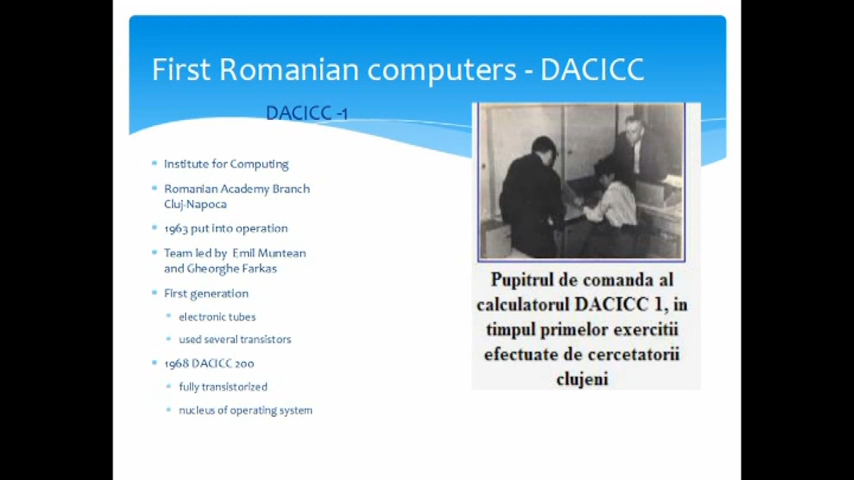 First Romanian computers - DACICC
DACICC -1
Institute for Computing
Romanian Academy Branch
Cluj-Napoca
1963 put into operation
Team led by Emil Muntean
and Gheorghe Farkas
First generation
electronic tubes
used several transistors
1968 DACICC 200
fully transistorized
nucleus of operating system
Pupitrul de comanda al
calculatorul DACICC 1, in
timpul primelor exercitii
efectuate de cercetatorii
clujeni